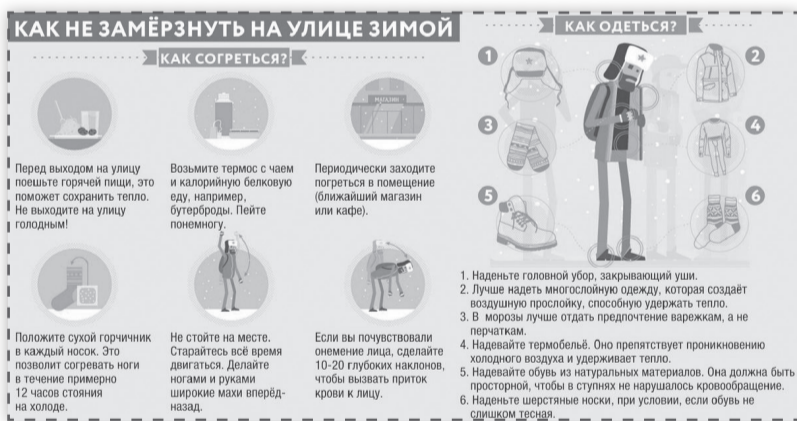 КАК НЕ ЗАМЁРЗНУТЬ НА УЛИЦЕ ЗИМОЙ
КАК СОГРЕТЬСЯ?
МАГАЗИН
Перед выходом на улицу
поешьте горячей пищи, это
поможет сохранить тепло.
Не выходите на улицу
голодным!
Возьмите термос с чаем
и калорийную белковую
еду, например,
бутерброды. Пейте
понемногу.
Периодически заходите
погреться в помещение
(ближайший магазин
или кафе).
Положите сухой горчичник
в каждый носок. Это
позволит согревать ноги
в течение примерно
12 часов стояния
на холоде.
Не стойте на месте.
Старайтесь всё время
двигаться. Делайте
ногами и руками
широкие махи вперёд-
назад.
Если вы почувствовали
онемение лица, сделайте
10-20 глубоких наклонов,
чтобы вызвать приток
крови к лицу.
КАК ОДЕТЬСЯ?
1
2
3
4
5
6
1. Наденьте головной убор, закрывающий уши.
2. Лучше надеть многослойную одежду, которая создаёт
воздушную прослойку, способную удержать тепло.
3. В морозы лучше отдать предпочтение варежкам, а не
перчаткам.
4. Надевайте термобельё. Оно препятствует проникновению
холодного воздуха и удерживает тепло.
5. Надевайте обувь из натуральных материалов. Она должна быть
просторной, чтобы в ступнях не нарушалось кровообращение.
6. Наденьте шерстяные носки, при условии, если обувь не
слишком тесная.